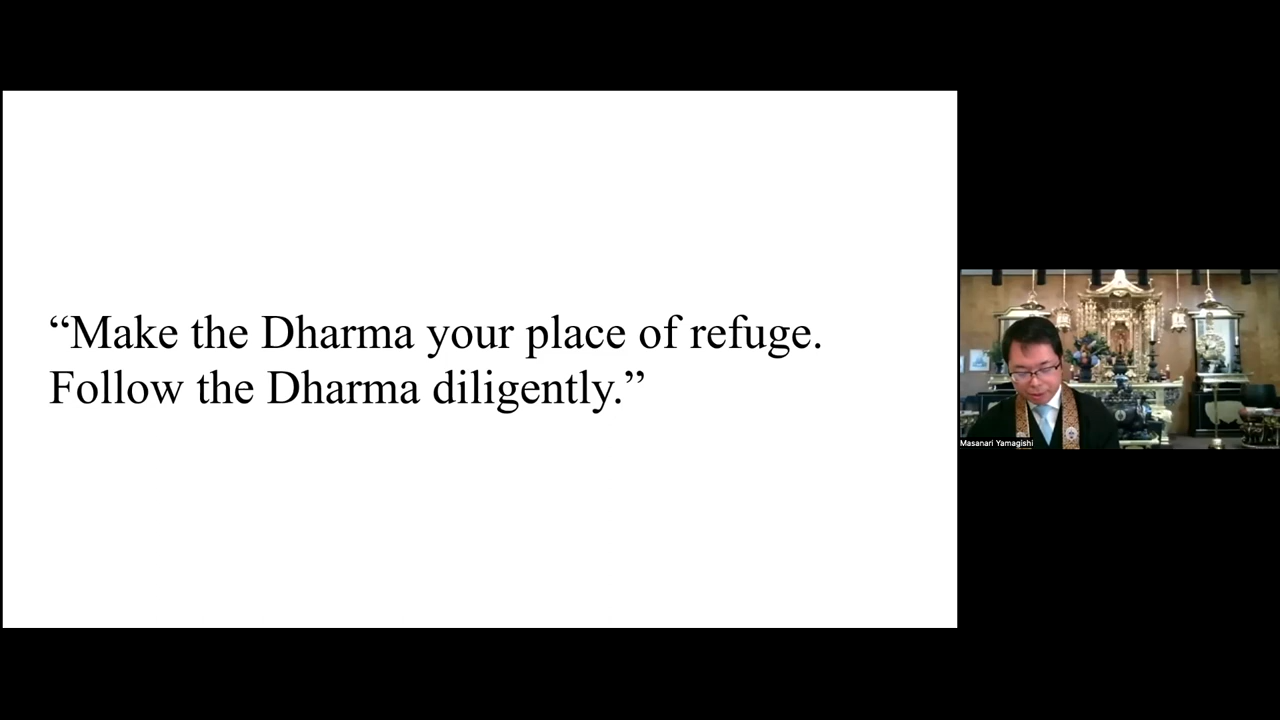 “Make the Dharma your place of refuge.
Follow the Dharma diligently.”
Masanari Yamagishi